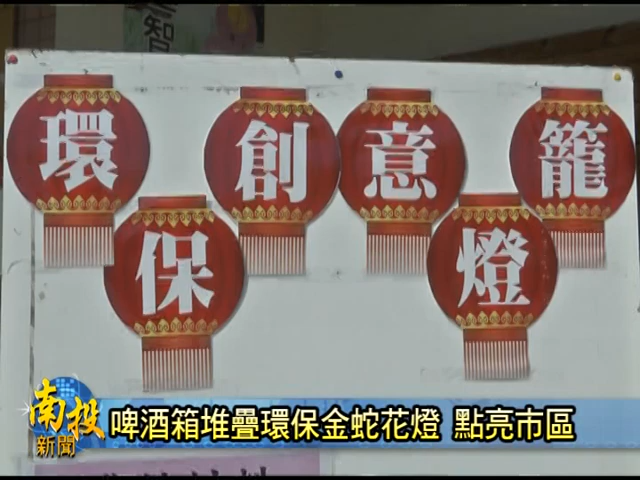 環保創意燈籠
南投新聞
啤酒箱堆疊環保金蛇花燈 點亮市區